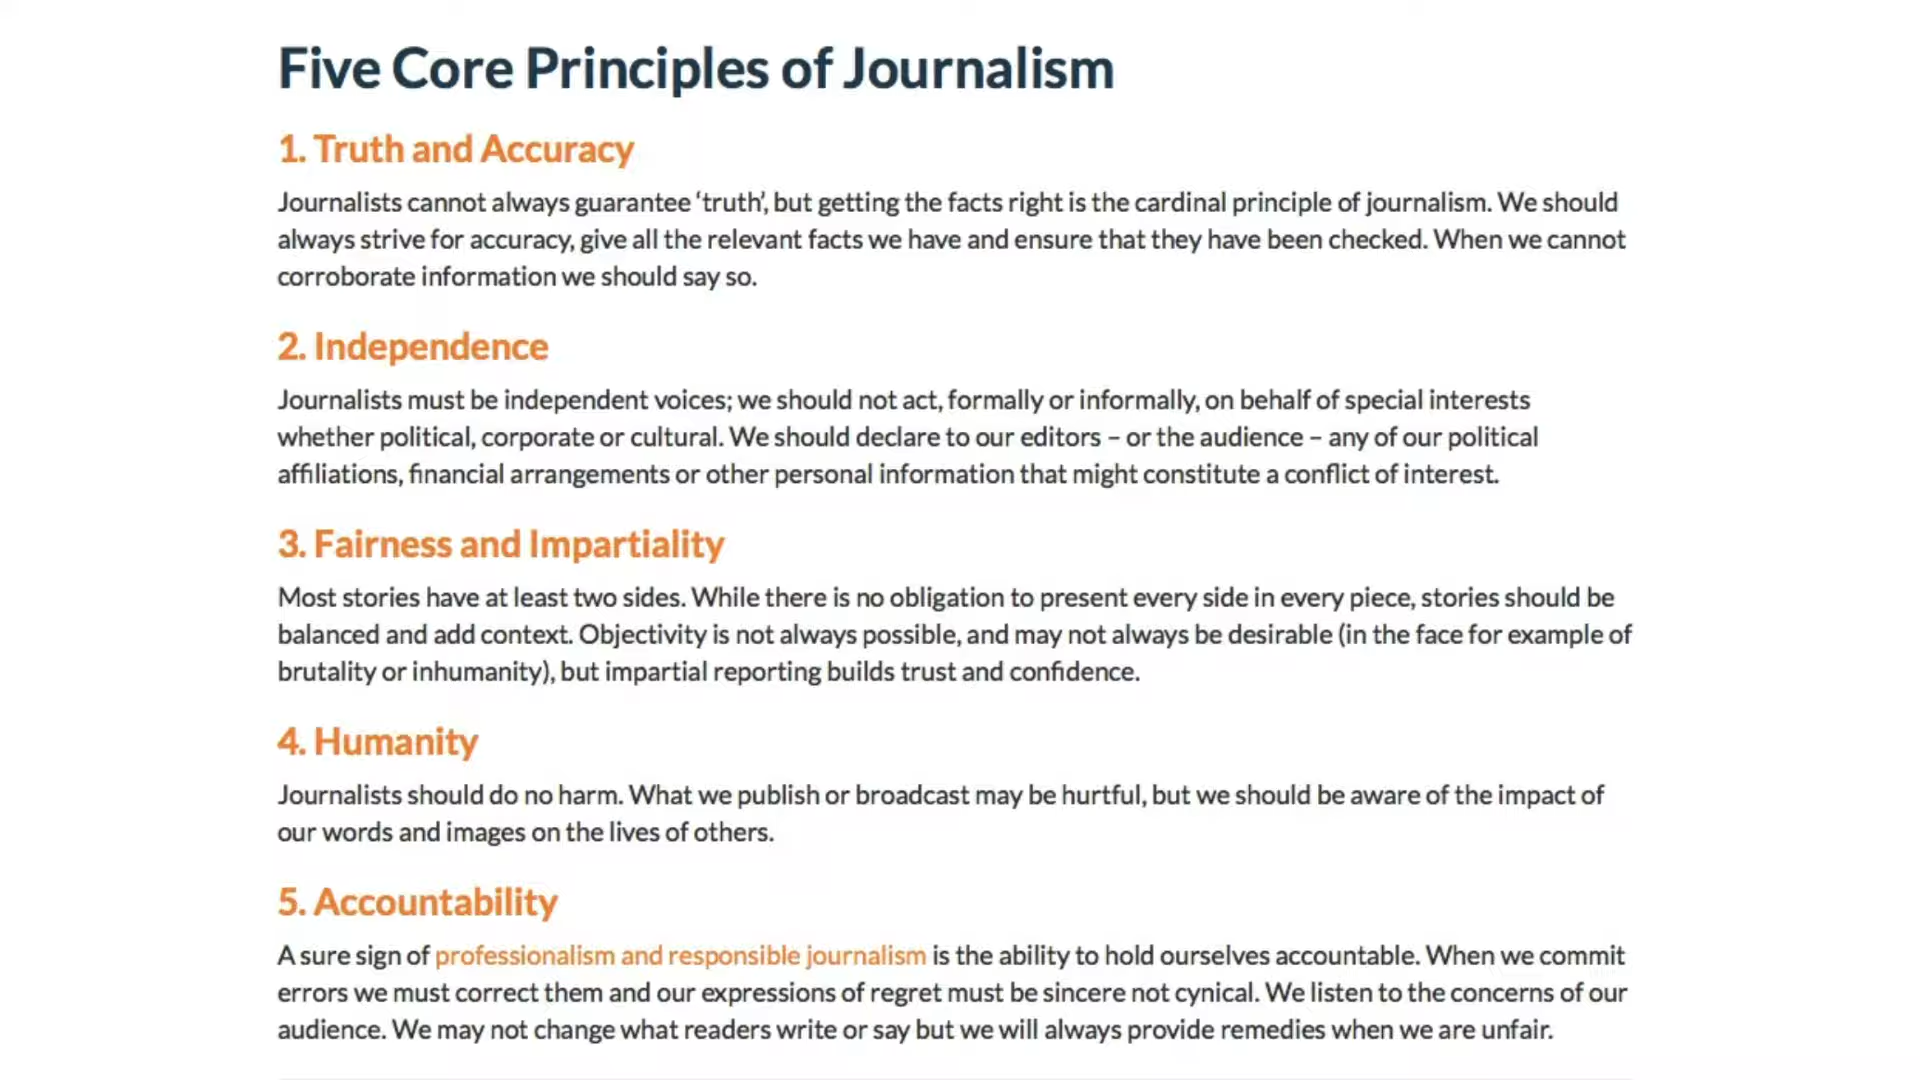 Five Core Principles of Journalism
1. Truth and Accuracy
Journalists cannot always guarantee ‘truth’, but getting the facts right is the cardinal principle of journalism. We should
always strive for accuracy, give all the relevant facts we have and ensure that they have been checked. When we cannot
corroborate information we should say so.
2. Independence
Journalists must be independent voices; we should not act, formally or informally, on behalf of special interests
whether political, corporate or cultural. We should declare to our editors – or the audience – any of our political
affiliations, financial arrangements or other personal information that might constitute a conflict of interest.
3. Fairness and Impartiality
Most stories have at least two sides. While there is no obligation to present every side in every piece, stories should be
balanced and add context. Objectivity is not always possible, and may not always be desirable (in the face for example of
brutality or inhumanity), but impartial reporting builds trust and confidence.
4. Humanity
Journalists should do no harm. What we publish or broadcast may be hurtful, but we should be aware of the impact of
our words and images on the lives of others.
5. Accountability
A sure sign of professionalism and responsible journalism is the ability to hold ourselves accountable. When we commit
errors we must correct them and our expressions of regret must be sincere not cynical. We listen to the concerns of our
audience. We may not change what readers write or say but we will always provide remedies when we are unfair.